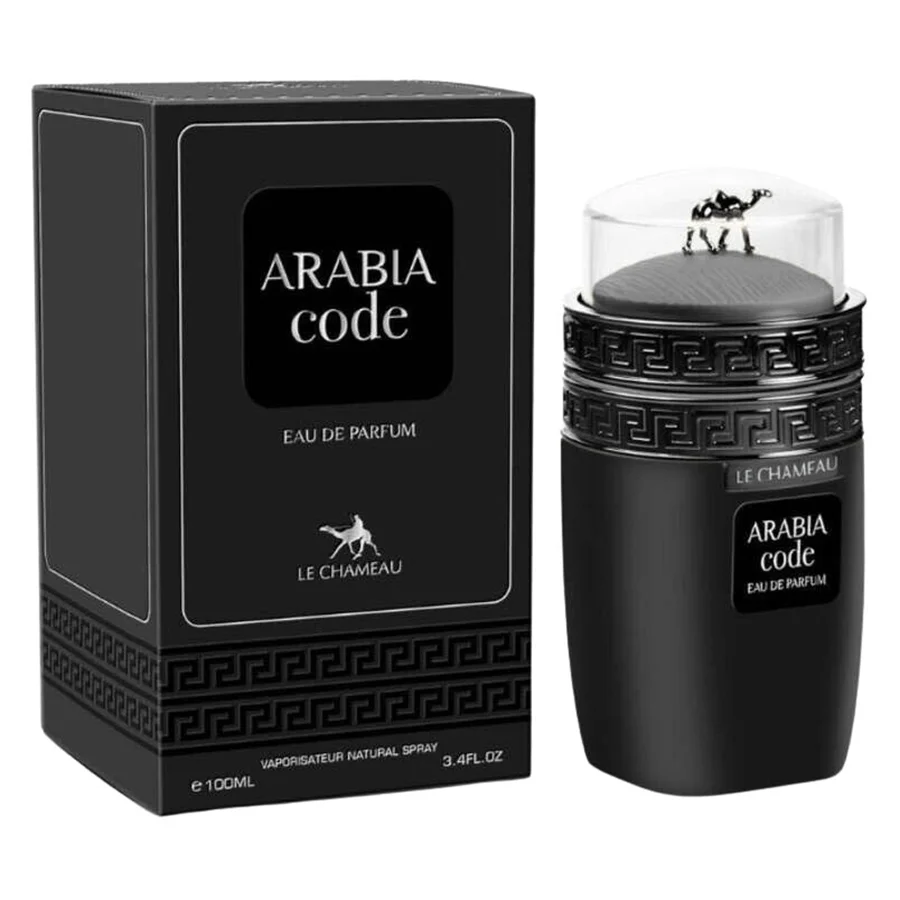 ARABIA
code
EAU DE PARFUM
LE CHAMEAU
VAPORISATEUR NATURAL SPRAY
e 100ML
3.4FL.OZ
LE CHAMEAU
ARABIA
code
EAU DE PARFUM